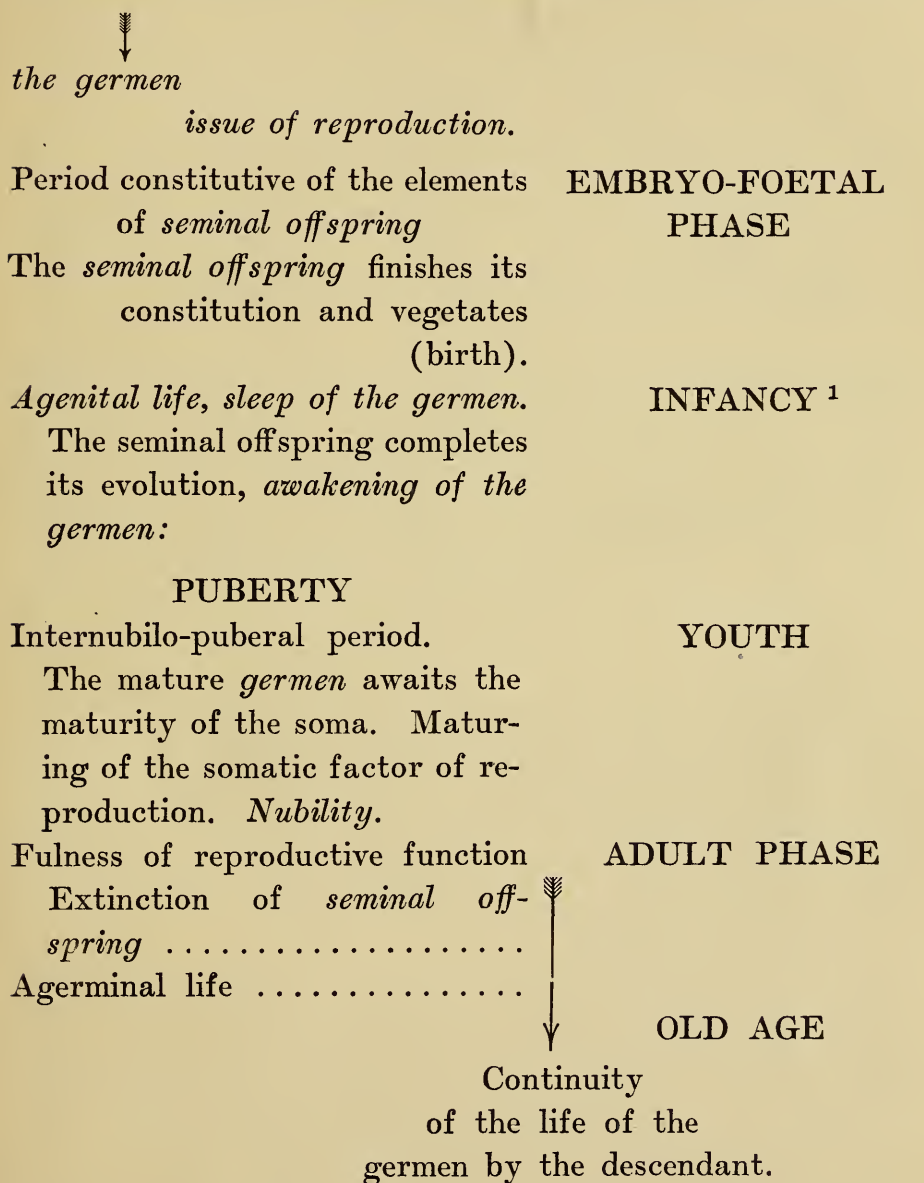 the germen
issue of reproduction.
Period constitutive of the elements EMBRYO-FOETAL
of seminal offspring PHASE
The seminal offspring finishes its
constitution and vegetates
(birth).
Agenital life, sleep of the germen. INFANCY 1
The seminal offspring completes
its evolution, awakening of the
germen:
PUBERTY
Internubilo-puberal period. YOUTH
The mature germen awaits the
maturity of the soma. Matur-
ing of the somatic factor of re-
production. Nubility.
Fulness of reproductive function ADULT PHASE
Extinction of seminal off-
spring .....................
Agerminal life ...............
OLD AGE
Continuity
of the life of the
germen by the descendant.